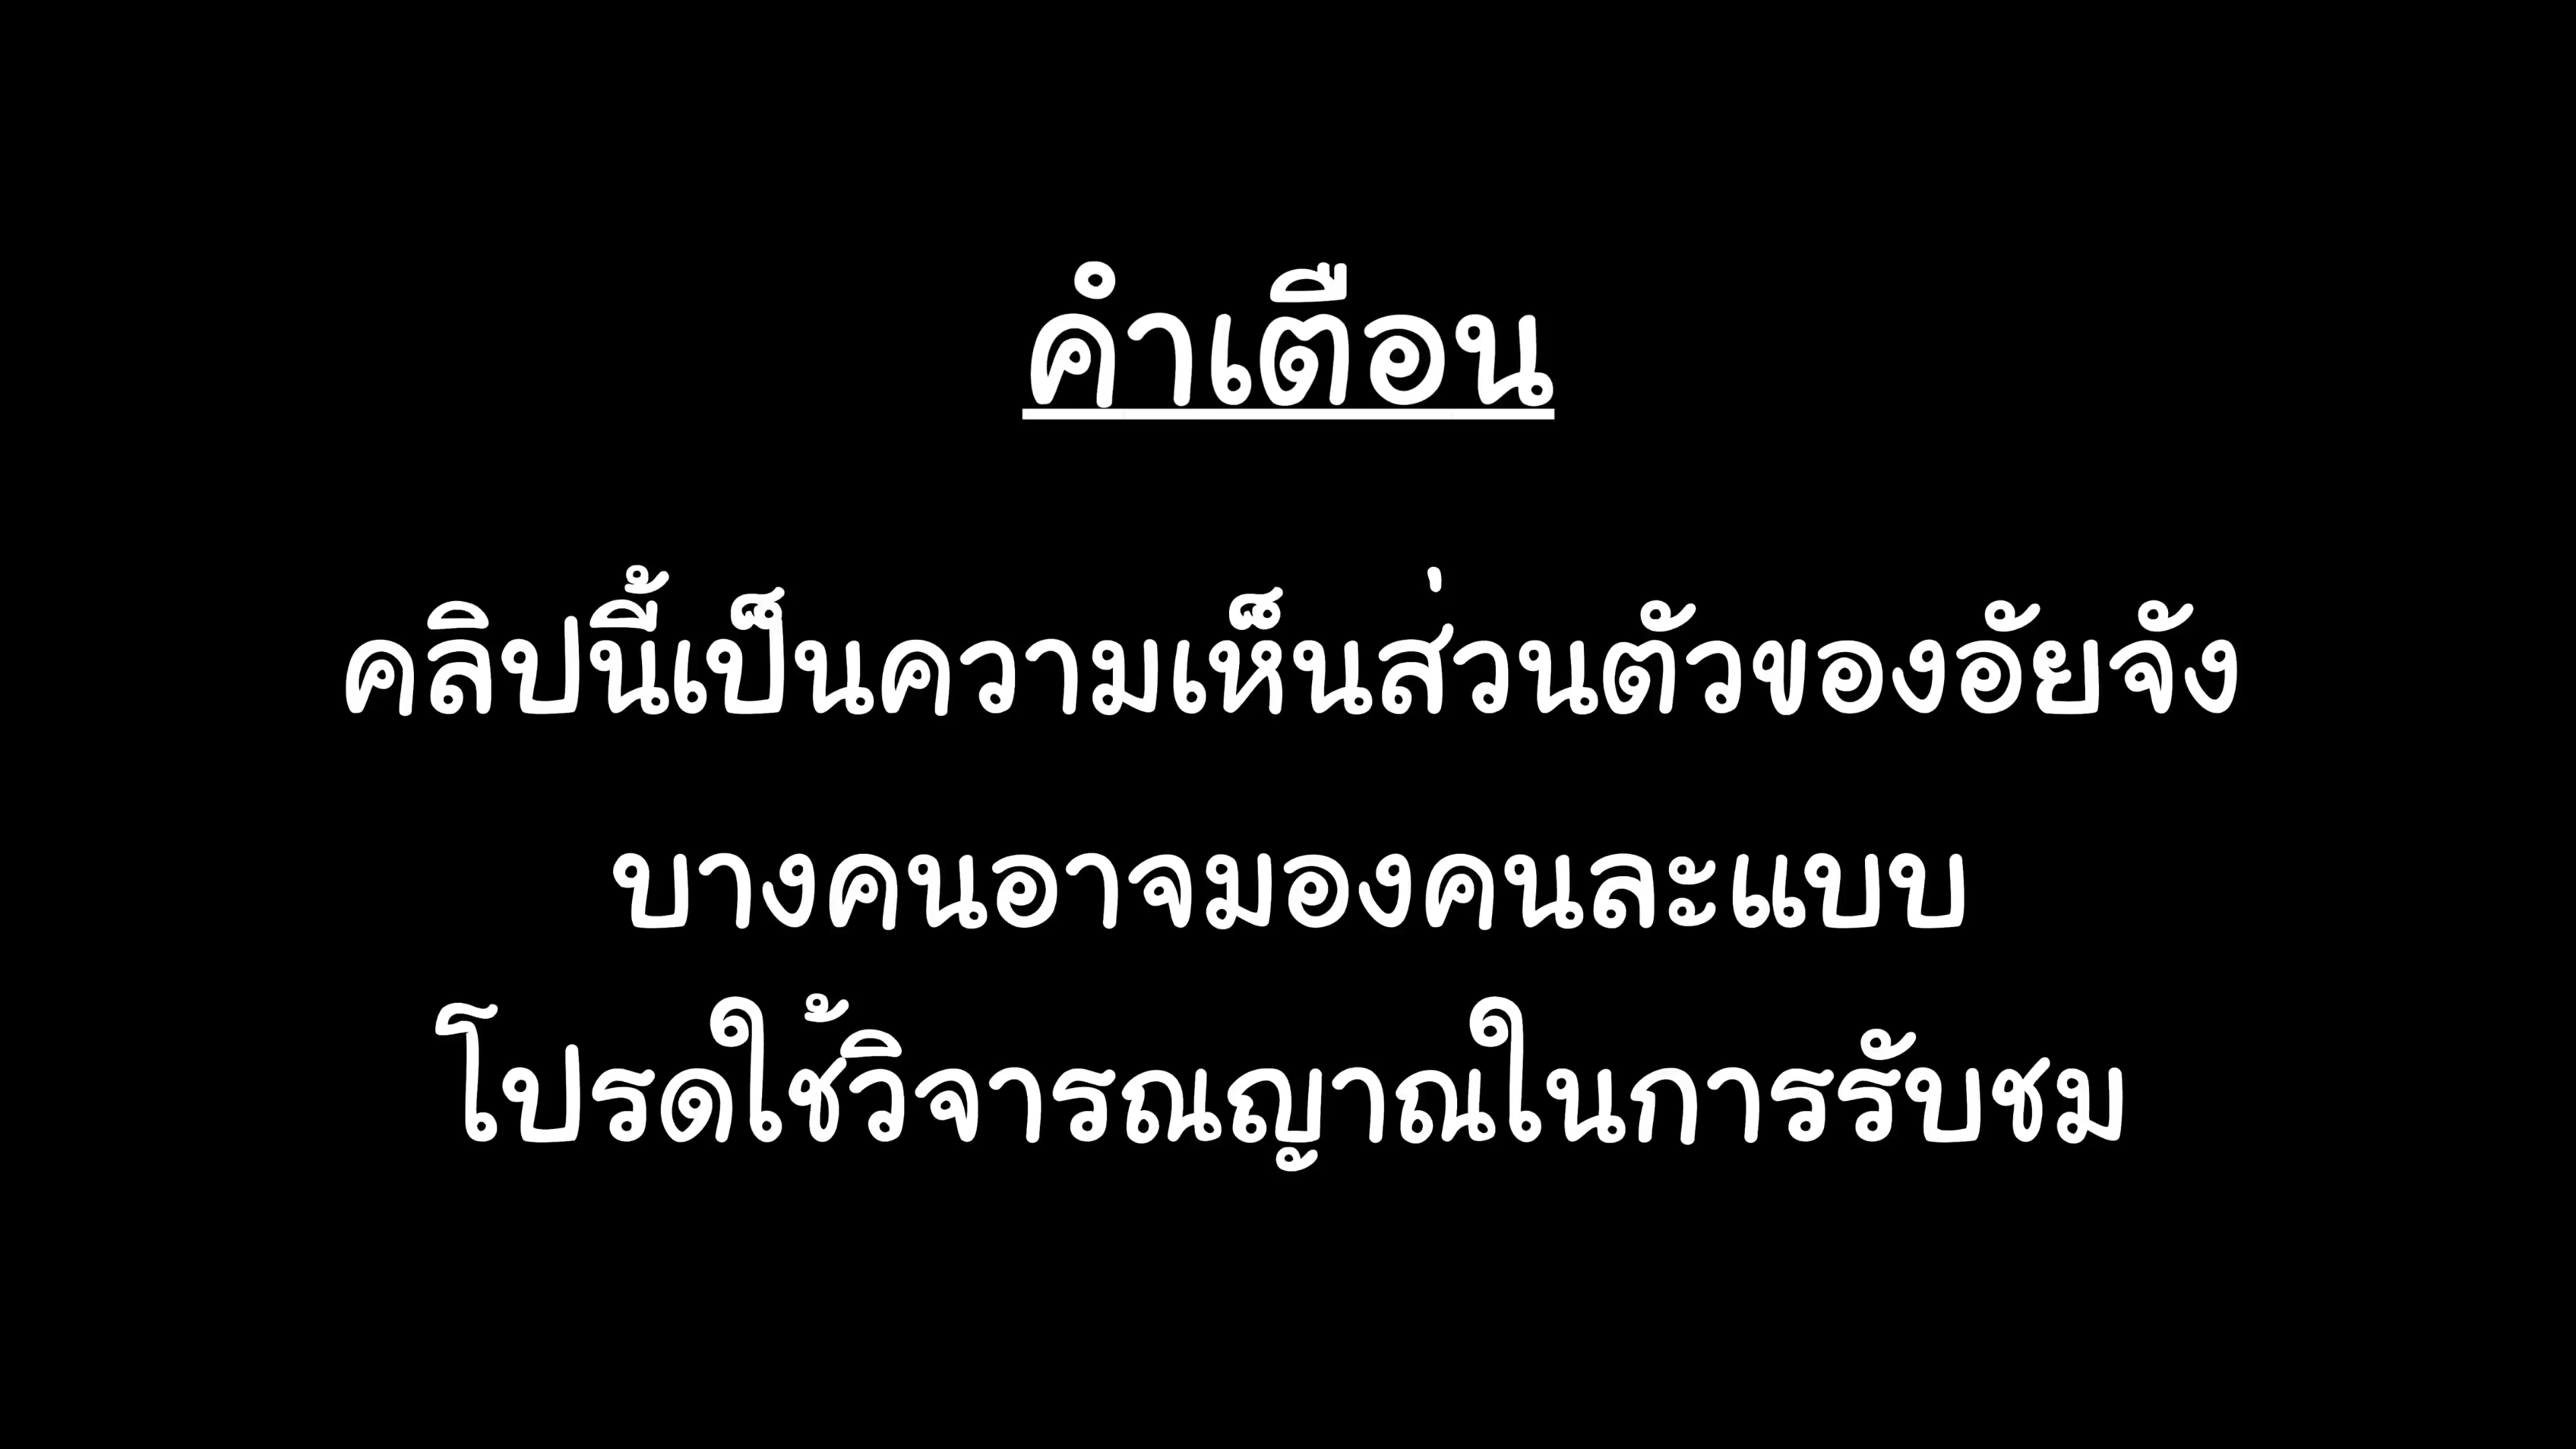 คำเตือน
คลิปนี้เป็นความเห็นส่วนตัวของอัยจัง
บางคนอาจมองคนละแบบ
โปรดใช้วิจารณญาณในการรับชม